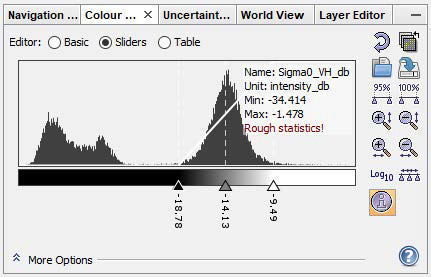 Navigation ... Colour ... × Uncertaint... World View Layer Editor
Editor: Basic Sliders Table
Name: Sigma0_VH_db
Unit: intensity_db
Min: -34.414
Max: -1.478
Rough statistics!
95% 100%
Log10
-18.78 -14.13 -9.49
More Options